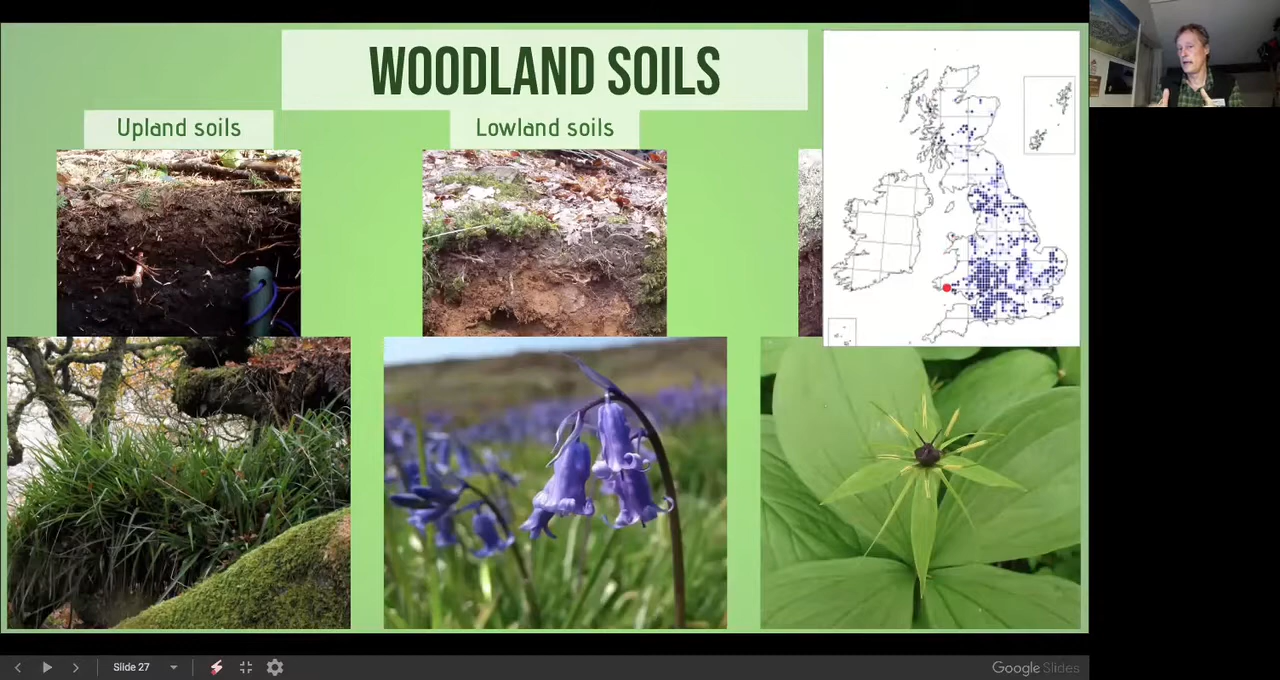 WOODLAND SOILS
Upland soils
Lowland soils
Slide 27
Google Slides